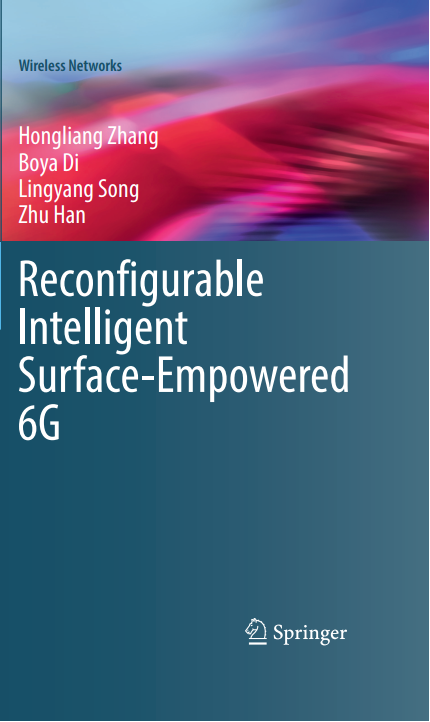 Wireless Networks
Hongliang Zhang
Boya Di
Lingyang Song
Zhu Han
Reconfigurable
Intelligent
Surface-Empowered
6G
Springer